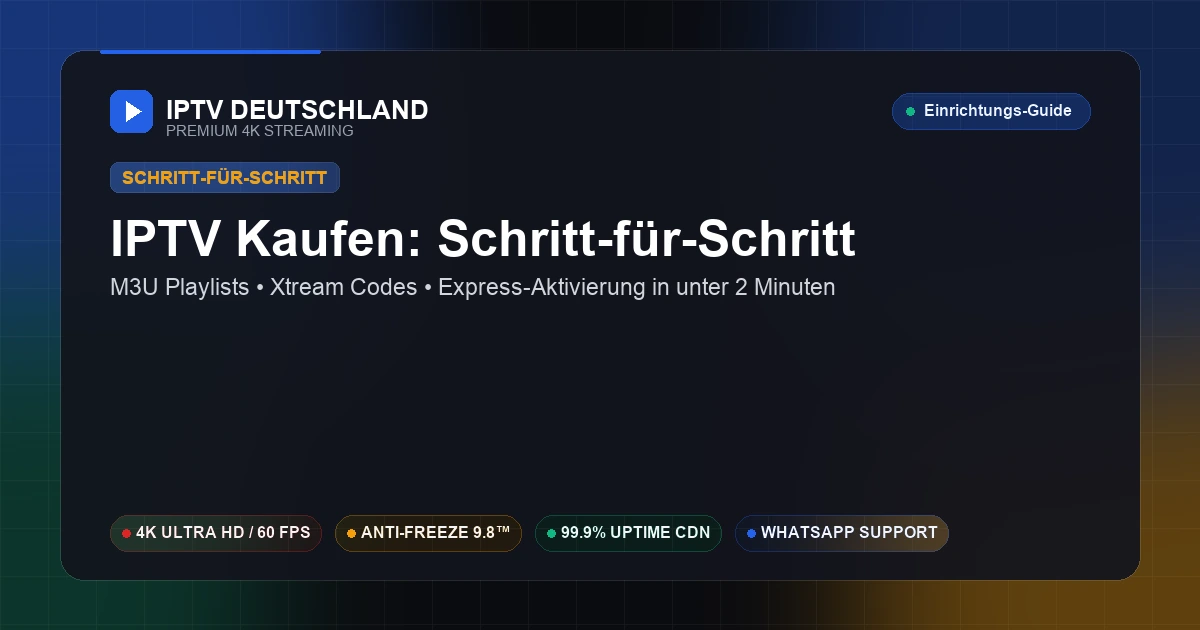 IPTV DEUTSCHLAND
PREMIUM 4K STREAMING
Einrichtungs-Guide
SCHRITT-FÜR-SCHRITT
IPTV Kaufen: Schritt-für-Schritt
M3U Playlists • Xtream Codes • Express-Aktivierung in unter 2 Minuten
4K ULTRA HD / 60 FPS
ANTI-FREEZE 9.8™
99.9% UPTIME CDN
WHATSAPP SUPPORT